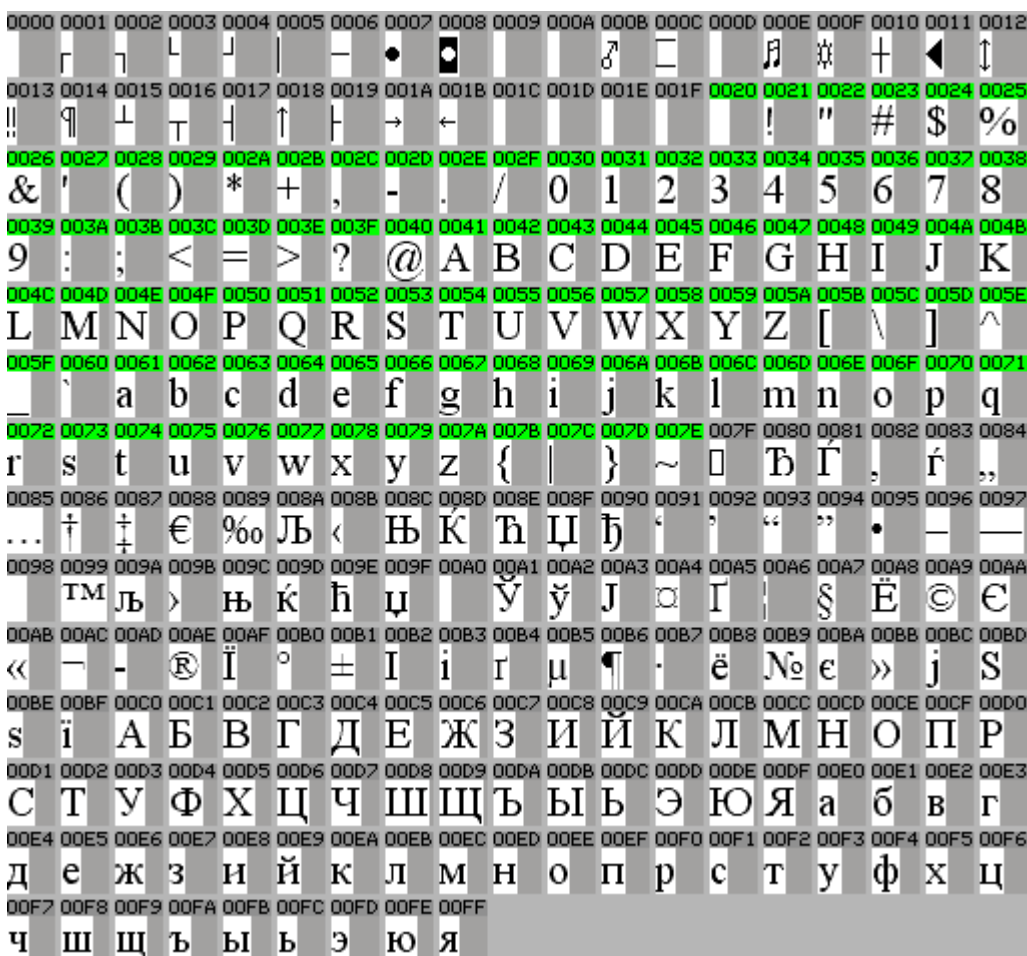 0000 0001 0002 0003 0004 0005 0006 0007 0008 0009 000A 000B 000C 000D 000E 000F 0010 0011 0012
┌ ┐ └ ┘ │ ─ ● ◘ ♂ ♬ ☼ ┼ ◀ ↕
0013 0014 0015 0016 0017 0018 0019 001A 001B 001C 001D 001E 001F 0020 0021 0022 0023 0024 0025
‼ ¶ ┴ ┬ ┤ ↑ ├ → ← ! " # $ %
0026 0027 0028 0029 002A 002B 002C 002D 002E 002F 0030 0031 0032 0033 0034 0035 0036 0037 0038
& ' ( ) * + , - . / 0 1 2 3 4 5 6 7 8
0039 003A 003B 003C 003D 003E 003F 0040 0041 0042 0043 0044 0045 0046 0047 0048 0049 004A 004B
9 : ; < = > ? @ A B C D E F G H I J K
004C 004D 004E 004F 0050 0051 0052 0053 0054 0055 0056 0057 0058 0059 005A 005B 005C 005D 005E
L M N O P Q R S T U V W X Y Z [ \ ] ^
005F 0060 0061 0062 0063 0064 0065 0066 0067 0068 0069 006A 006B 006C 006D 006E 006F 0070 0071
_ ` a b c d e f g h i j k l m n o p q
0072 0073 0074 0075 0076 0077 0078 0079 007A 007B 007C 007D 007E 007F 0080 0081 0082 0083 0084
r s t u v w x y z { | } ~ ▯ Ђ Ѓ ‚ ѓ „
0085 0086 0087 0088 0089 008A 008B 008C 008D 008E 008F 0090 0091 0092 0093 0094 0095 0096 0097
… † ‡ € ‰ Љ ‹ Њ Ќ Ћ Џ ђ ‘ ’ “ ” • – —
0098 0099 009A 009B 009C 009D 009E 009F 00A0 00A1 00A2 00A3 00A4 00A5 00A6 00A7 00A8 00A9 00AA
™ љ › њ ќ ћ џ Ў ў Ј ¤ Ґ ¦ § Ё © Є
00AB 00AC 00AD 00AE 00AF 00B0 00B1 00B2 00B3 00B4 00B5 00B6 00B7 00B8 00B9 00BA 00BB 00BC 00BD
« ¬ - ® Ї ° ± І і ґ µ ¶ · ё № є » ј Ѕ
00BE 00BF 00C0 00C1 00C2 00C3 00C4 00C5 00C6 00C7 00C8 00C9 00CA 00CB 00CC 00CD 00CE 00CF 00D0
ѕ ї А Б В Г Д Е Ж З И Й К Л М Н О П Р
00D1 00D2 00D3 00D4 00D5 00D6 00D7 00D8 00D9 00DA 00DB 00DC 00DD 00DE 00DF 00E0 00E1 00E2 00E3
С Т У Ф Х Ц Ч Ш Щ Ъ Ы Ь Э Ю Я а б в г
00E4 00E5 00E6 00E7 00E8 00E9 00EA 00EB 00EC 00ED 00EE 00EF 00F0 00F1 00F2 00F3 00F4 00F5 00F6
д е ж з и й к л м н о п р с т у ф х ц
00F7 00F8 00F9 00FA 00FB 00FC 00FD 00FE 00FF
ч ш щ ъ ы ь э ю я